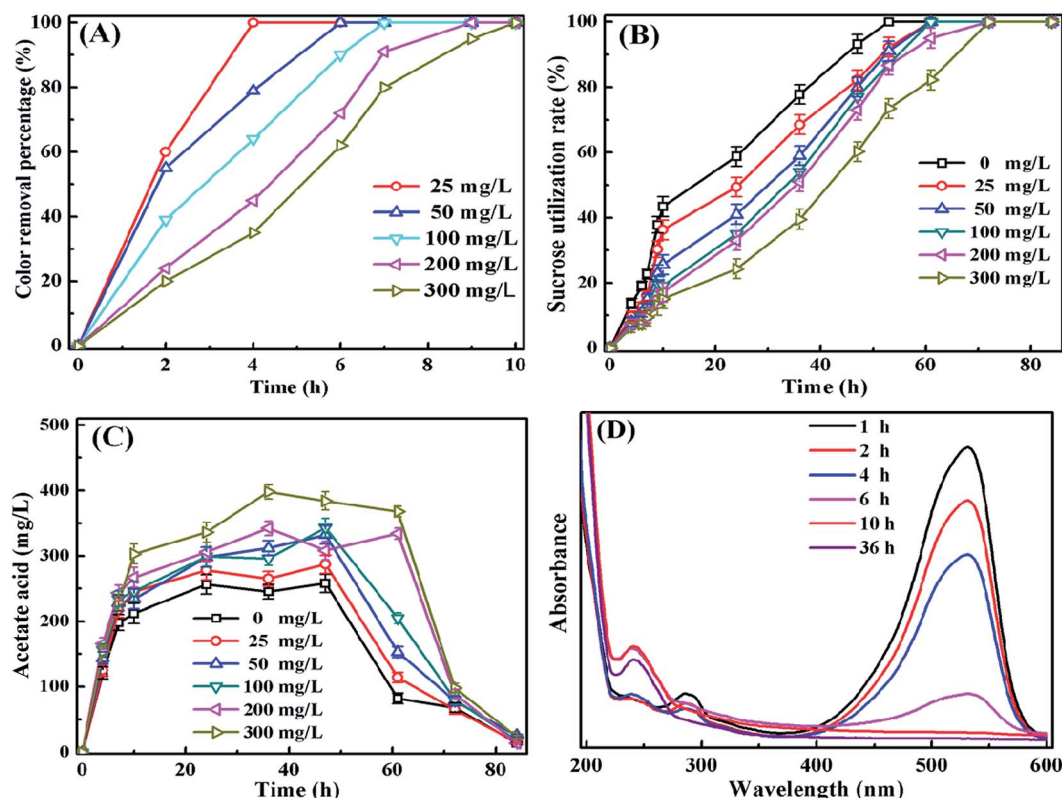 (A)
Color removal percentage (%)
100
80
60
40
20
0
25 mg/L
50 mg/L
100 mg/L
200 mg/L
300 mg/L
0 2 4 6 8 10
Time (h)
(B)
Sucrose utilization rate (%)
100
80
60
40
20
0
0 mg/L
25 mg/L
50 mg/L
100 mg/L
200 mg/L
300 mg/L
0 20 40 60 80
Time (h)
(C)
Acetate acid (mg/L)
500
400
300
200
100
0
0 mg/L
25 mg/L
50 mg/L
100 mg/L
200 mg/L
300 mg/L
0 20 40 60 80
Time (h)
(D)
Absorbance
1 h
2 h
4 h
6 h
10 h
36 h
200 300 400 500 600
Wavelength (nm)